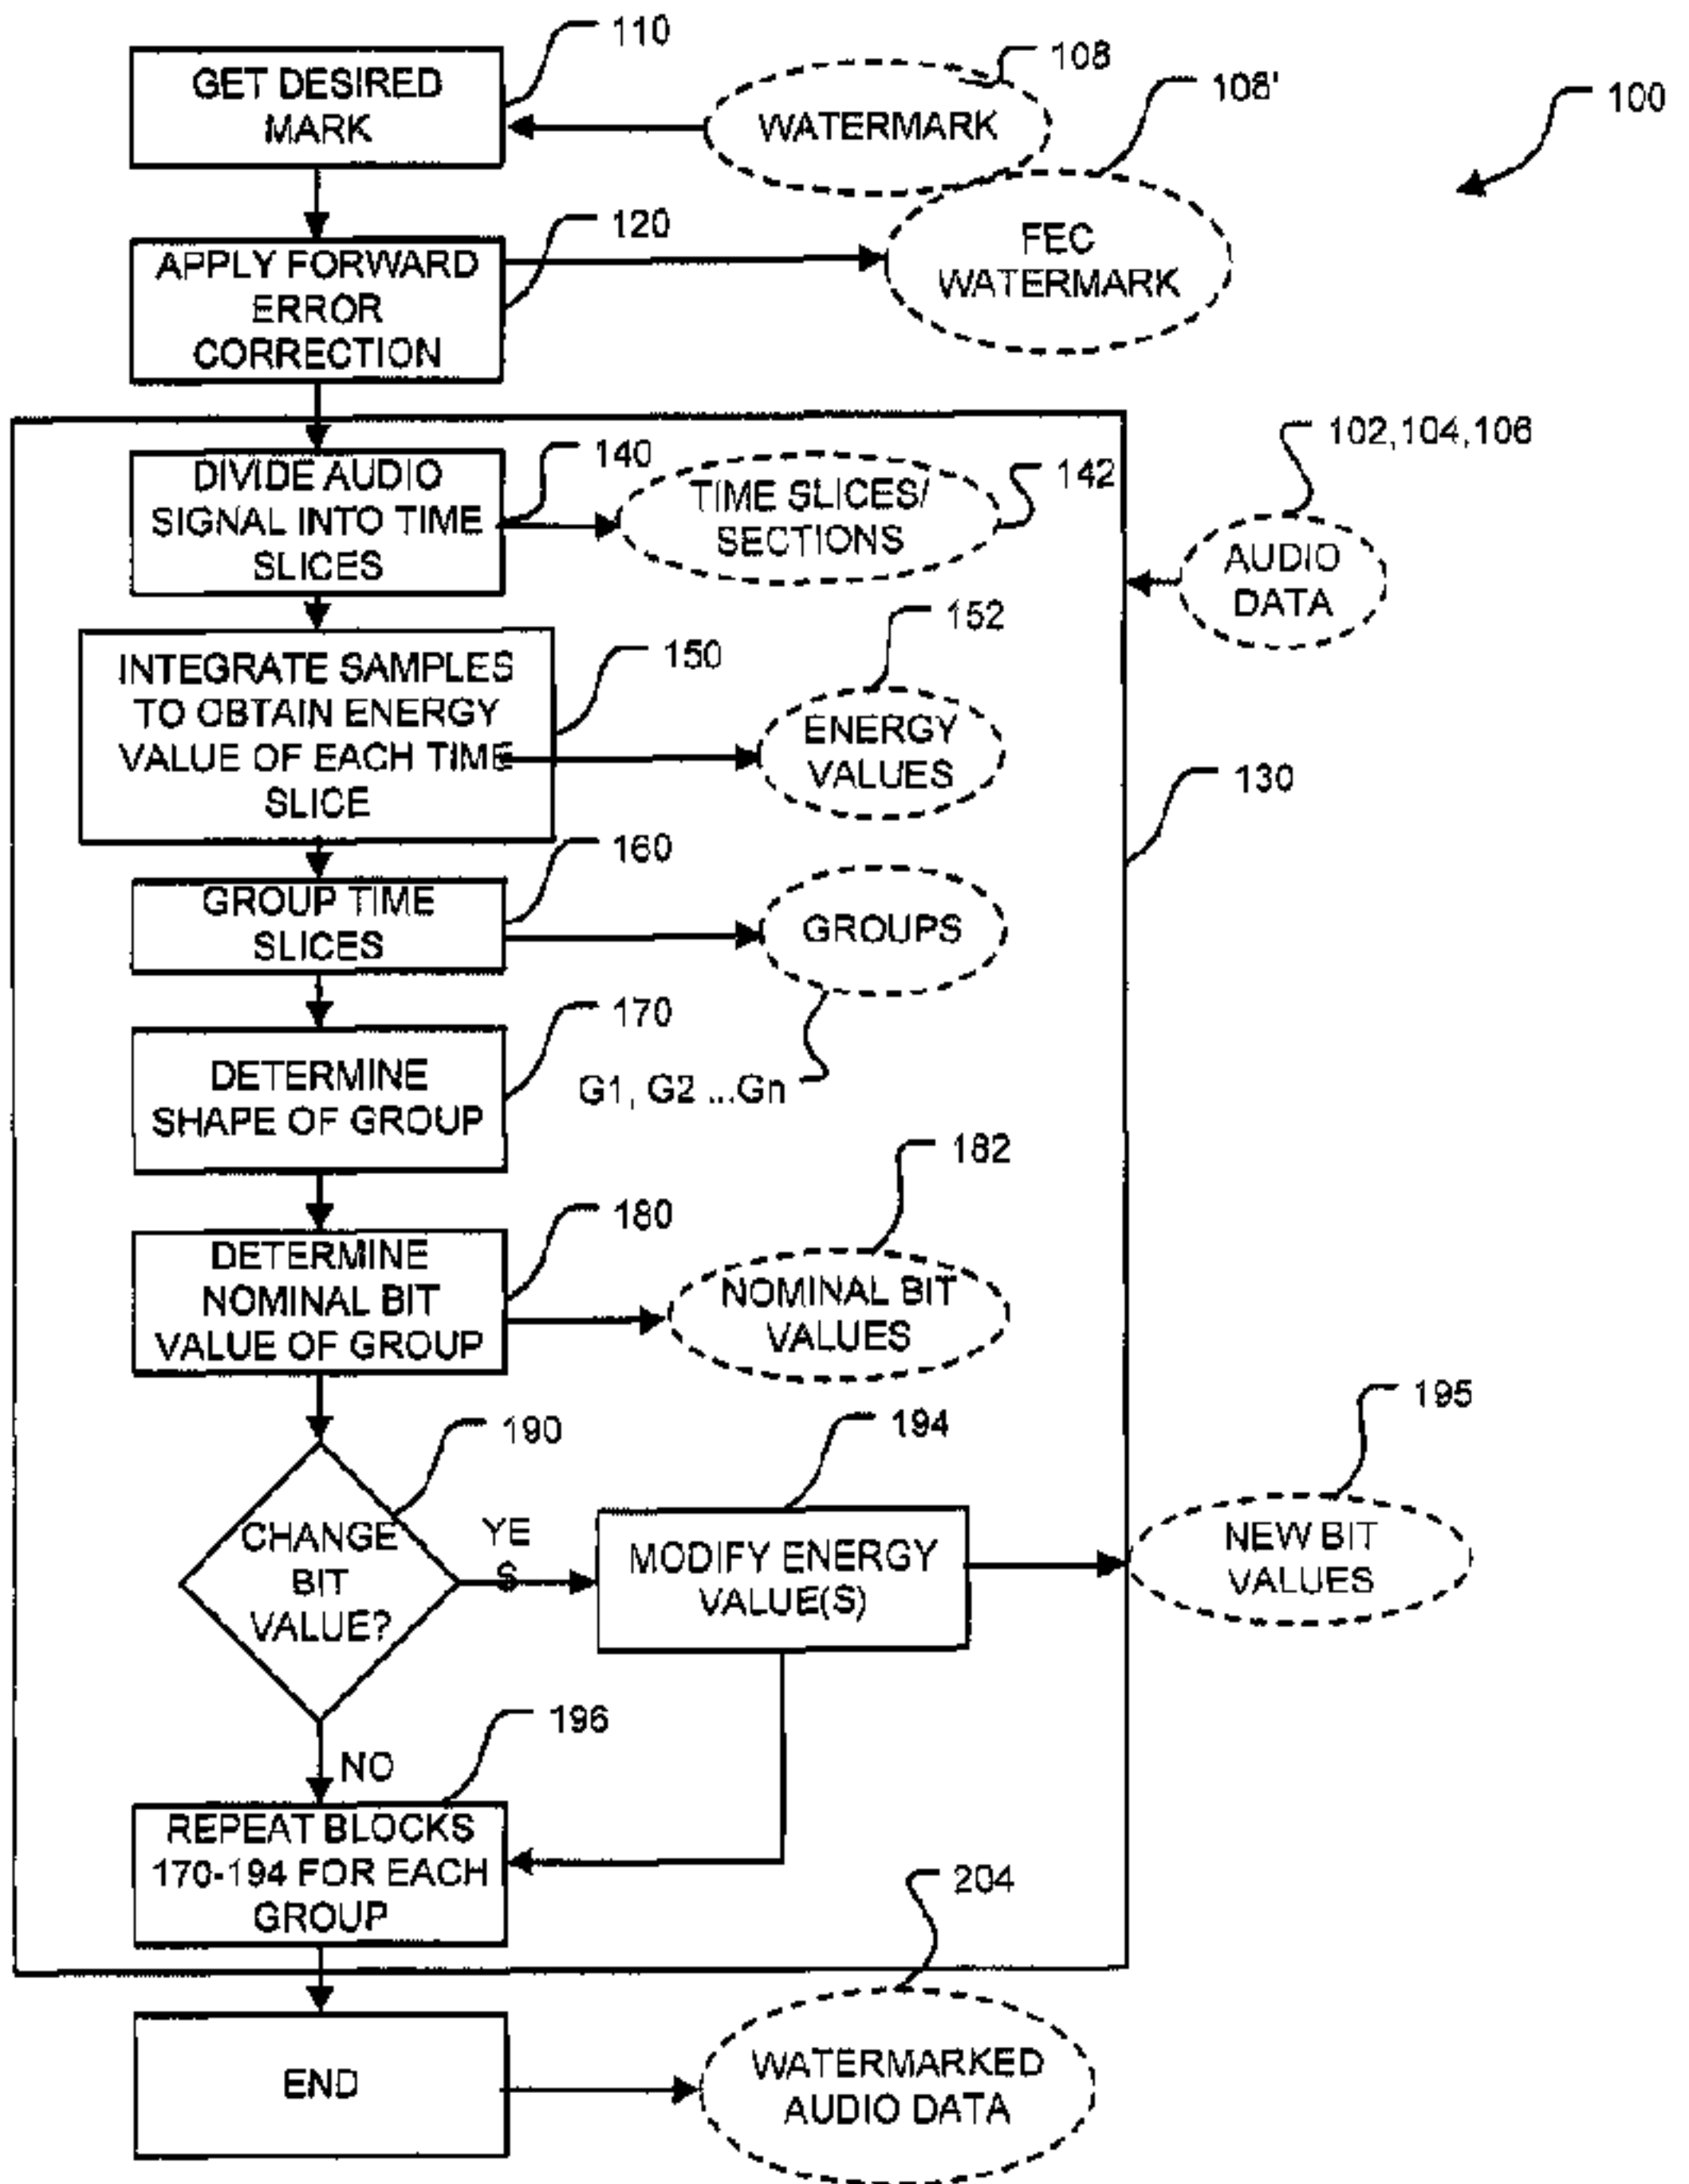 110
GET DESIRED
MARK
WATERMARK
108
108'
100
120
APPLY FORWARD
ERROR
CORRECTION
FEC
WATERMARK
102,104,106
DIVIDE AUDIO
SIGNAL INTO TIME
SLICES
140
TIME SLICES/
SECTIONS
142
AUDIO
DATA
152
INTEGRATE SAMPLES
TO OBTAIN ENERGY
VALUE OF EACH TIME
SLICE
150
ENERGY
VALUES
130
160
GROUP TIME
SLICES
GROUPS
170
DETERMINE
SHAPE OF GROUP
G1, G2 ...Gn
182
180
DETERMINE
NOMINAL BIT
VALUE OF GROUP
NOMINAL BIT
VALUES
195
190
194
CHANGE
BIT
VALUE?
YE
S
MODIFY ENERGY
VALUE(S)
NEW BIT
VALUES
196
NO
REPEAT BLOCKS
170-194 FOR EACH
GROUP
204
END
WATERMARKED
AUDIO DATA